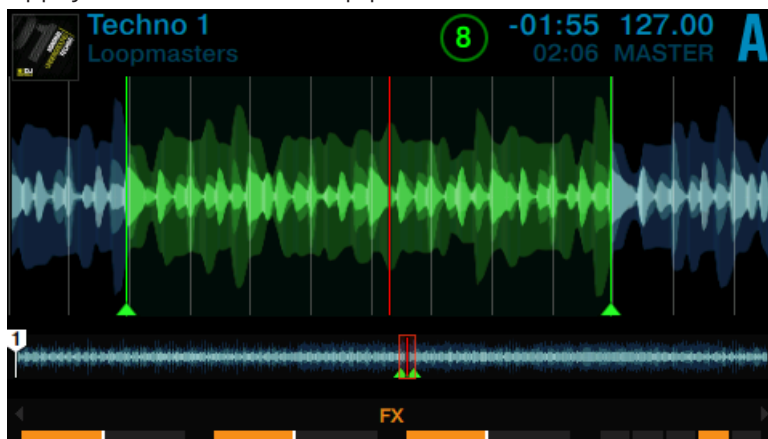 Techno 1
Loopmasters
8
-01:55 127.00
02:06 MASTER
A
1
FX